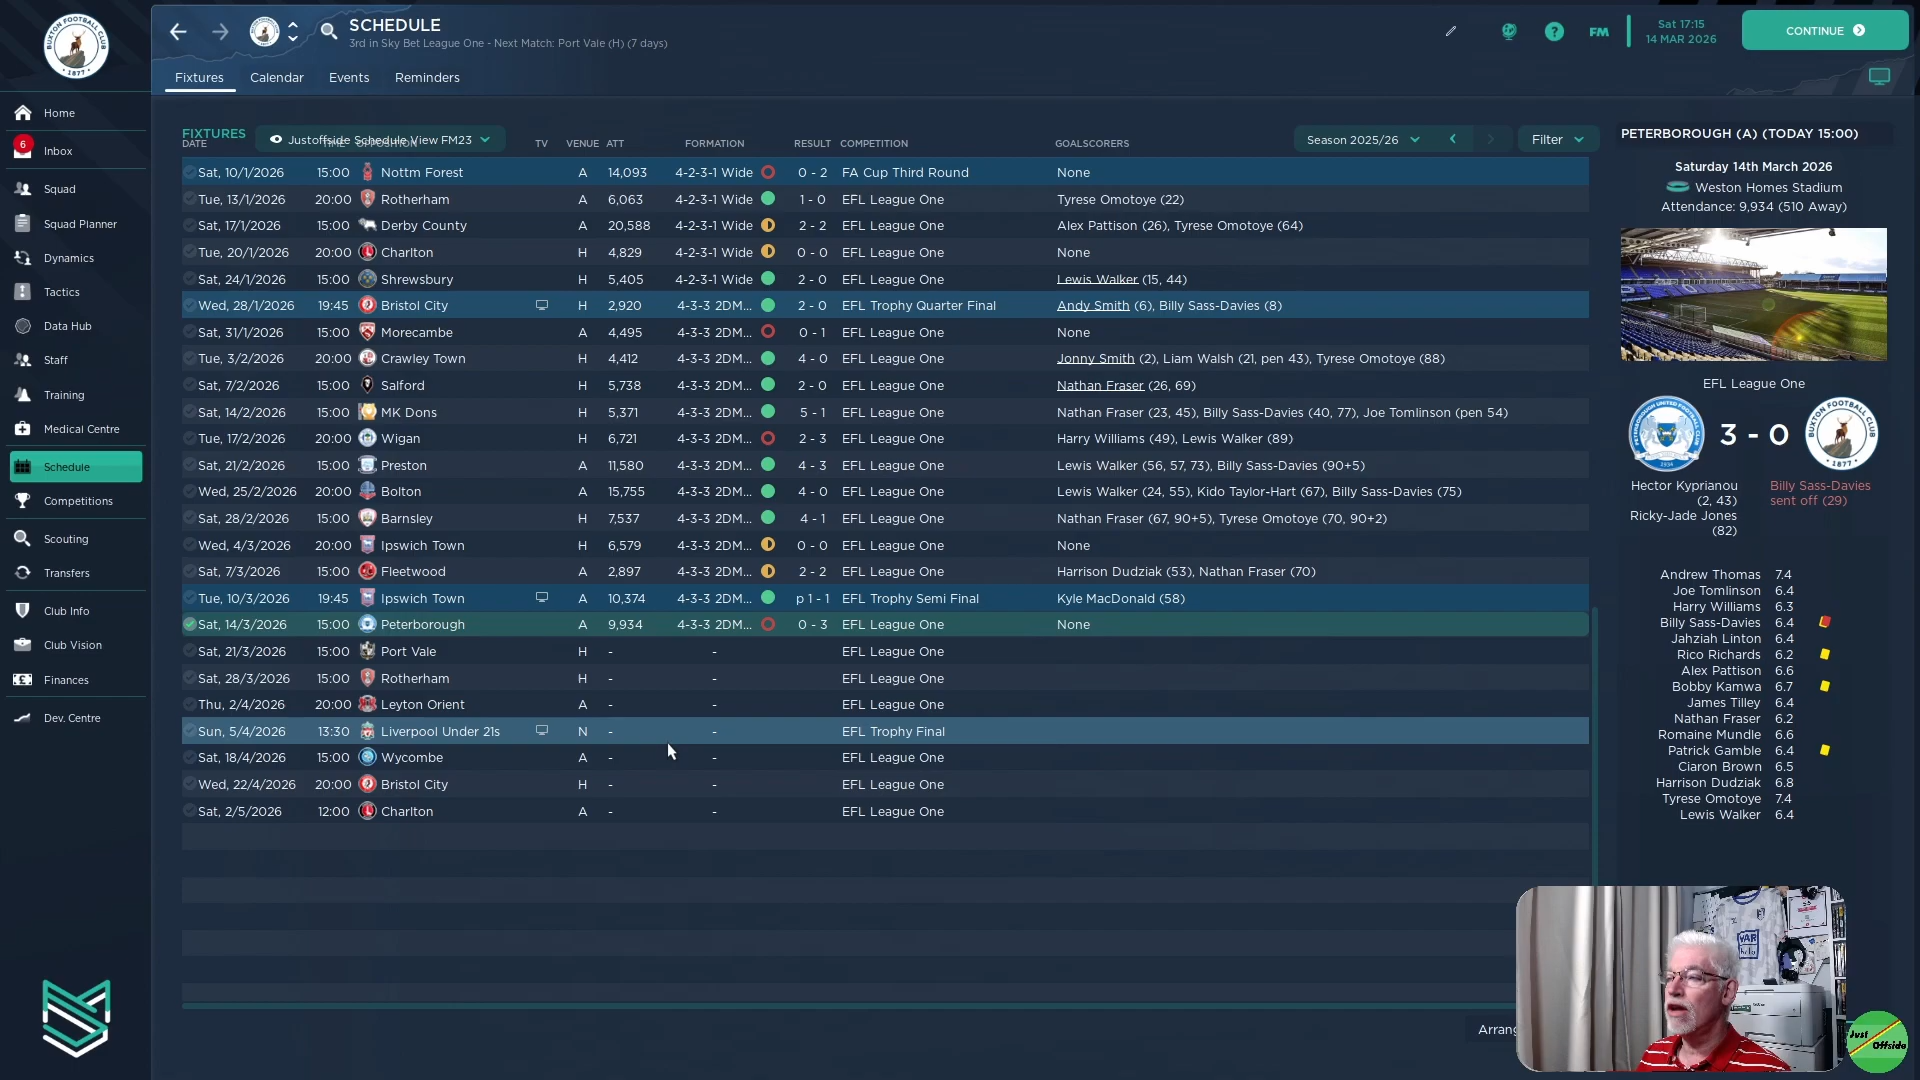 SCHEDULE
3rd in Sky Bet League One - Next Match: Port Vale (H) (7 days)
FM
Sat 17:15
14 MAR 2026
CONTINUE
BUXTON FOOTBALL CLUB
1877
Fixtures Calendar Events Reminders
Home
6
Inbox
Squad
Squad Planner
Dynamics
Tactics
Data Hub
Staff
Training
Medical Centre
Schedule
Competitions
Scouting
Transfers
Club Info
Club Vision
Finances
Dev. Centre
FIXTURES Justoffside Schedule View FM23 Season 2025/26 Filter
DATE TV VENUE ATT FORMATION RESULT COMPETITION GOALSCORERS
Sat, 10/1/2026 15:00 Nottm Forest A 14,093 4-2-3-1 Wide 0 - 2 FA Cup Third Round None
Tue, 13/1/2026 20:00 Rotherham A 6,063 4-2-3-1 Wide 1 - 0 EFL League One Tyrese Omotoye (22)
Sat, 17/1/2026 15:00 Derby County A 20,588 4-2-3-1 Wide 2 - 2 EFL League One Alex Pattison (26), Tyrese Omotoye (64)
Tue, 20/1/2026 20:00 Charlton H 4,829 4-2-3-1 Wide 0 - 0 EFL League One None
Sat, 24/1/2026 15:00 Shrewsbury H 5,405 4-2-3-1 Wide 2 - 0 EFL League One Lewis Walker (15, 44)
Wed, 28/1/2026 19:45 Bristol City H 2,920 4-3-3 2DM... 2 - 0 EFL Trophy Quarter Final Andy Smith (6), Billy Sass-Davies (8)
Sat, 31/1/2026 15:00 Morecambe A 4,495 4-3-3 2DM... 0 - 1 EFL League One None
Tue, 3/2/2026 20:00 Crawley Town H 4,412 4-3-3 2DM... 4 - 0 EFL League One Jonny Smith (2), Liam Walsh (21, pen 43), Tyrese Omotoye (88)
Sat, 7/2/2026 15:00 Salford H 5,738 4-3-3 2DM... 2 - 0 EFL League One Nathan Fraser (26, 69)
Sat, 14/2/2026 15:00 MK Dons H 5,371 4-3-3 2DM... 5 - 1 EFL League One Nathan Fraser (23, 45), Billy Sass-Davies (40, 77), Joe Tomlinson (pen 54)
Tue, 17/2/2026 20:00 Wigan H 6,721 4-3-3 2DM... 2 - 3 EFL League One Harry Williams (49), Lewis Walker (89)
Sat, 21/2/2026 15:00 Preston A 11,580 4-3-3 2DM... 4 - 3 EFL League One Lewis Walker (56, 57, 73), Billy Sass-Davies (90+5)
Wed, 25/2/2026 20:00 Bolton A 15,755 4-3-3 2DM... 4 - 0 EFL League One Lewis Walker (24, 55), Kido Taylor-Hart (67), Billy Sass-Davies (75)
Sat, 28/2/2026 15:00 Barnsley H 7,537 4-3-3 2DM... 4 - 1 EFL League One Nathan Fraser (67, 90+5), Tyrese Omotoye (70, 90+2)
Wed, 4/3/2026 20:00 Ipswich Town H 6,579 4-3-3 2DM... 0 - 0 EFL League One None
Sat, 7/3/2026 15:00 Fleetwood A 2,897 4-3-3 2DM... 2 - 2 EFL League One Harrison Dudziak (53), Nathan Fraser (70)
Tue, 10/3/2026 19:45 Ipswich Town A 10,374 4-3-3 2DM... p 1 - 1 EFL Trophy Semi Final Kyle MacDonald (58)
Sat, 14/3/2026 15:00 Peterborough A 9,934 4-3-3 2DM... 0 - 3 EFL League One None
Sat, 21/3/2026 15:00 Port Vale H - - EFL League One
Sat, 28/3/2026 15:00 Rotherham H - - EFL League One
Thu, 2/4/2026 20:00 Leyton Orient A - - EFL League One
Sun, 5/4/2026 13:30 Liverpool Under 21s N - - EFL Trophy Final
Sat, 18/4/2026 15:00 Wycombe A - - EFL League One
Wed, 22/4/2026 20:00 Bristol City H - - EFL League One
Sat, 2/5/2026 12:00 Charlton A - - EFL League One
Arrang
PETERBOROUGH (A) (TODAY 15:00)
Saturday 14th March 2026
Weston Homes Stadium
Attendance: 9,934 (510 Away)
EFL League One
3 - 0
BUXTON FOOTBALL CLUB
1877
Hector Kyprianou
(2, 43)
Ricky-Jade Jones
(82)
Billy Sass-Davies
sent off (29)
Andrew Thomas 7.4
Joe Tomlinson 6.4
Harry Williams 6.3
Billy Sass-Davies 6.4
Jahziah Linton 6.4
Rico Richards 6.2
Alex Pattison 6.6
Bobby Kamwa 6.7
James Tilley 6.4
Nathan Fraser 6.2
Romaine Mundle 6.6
Patrick Gamble 6.4
Ciaron Brown 6.5
Harrison Dudziak 6.8
Tyrese Omotoye 7.4
Lewis Walker 6.4
VAR
Just
Offside